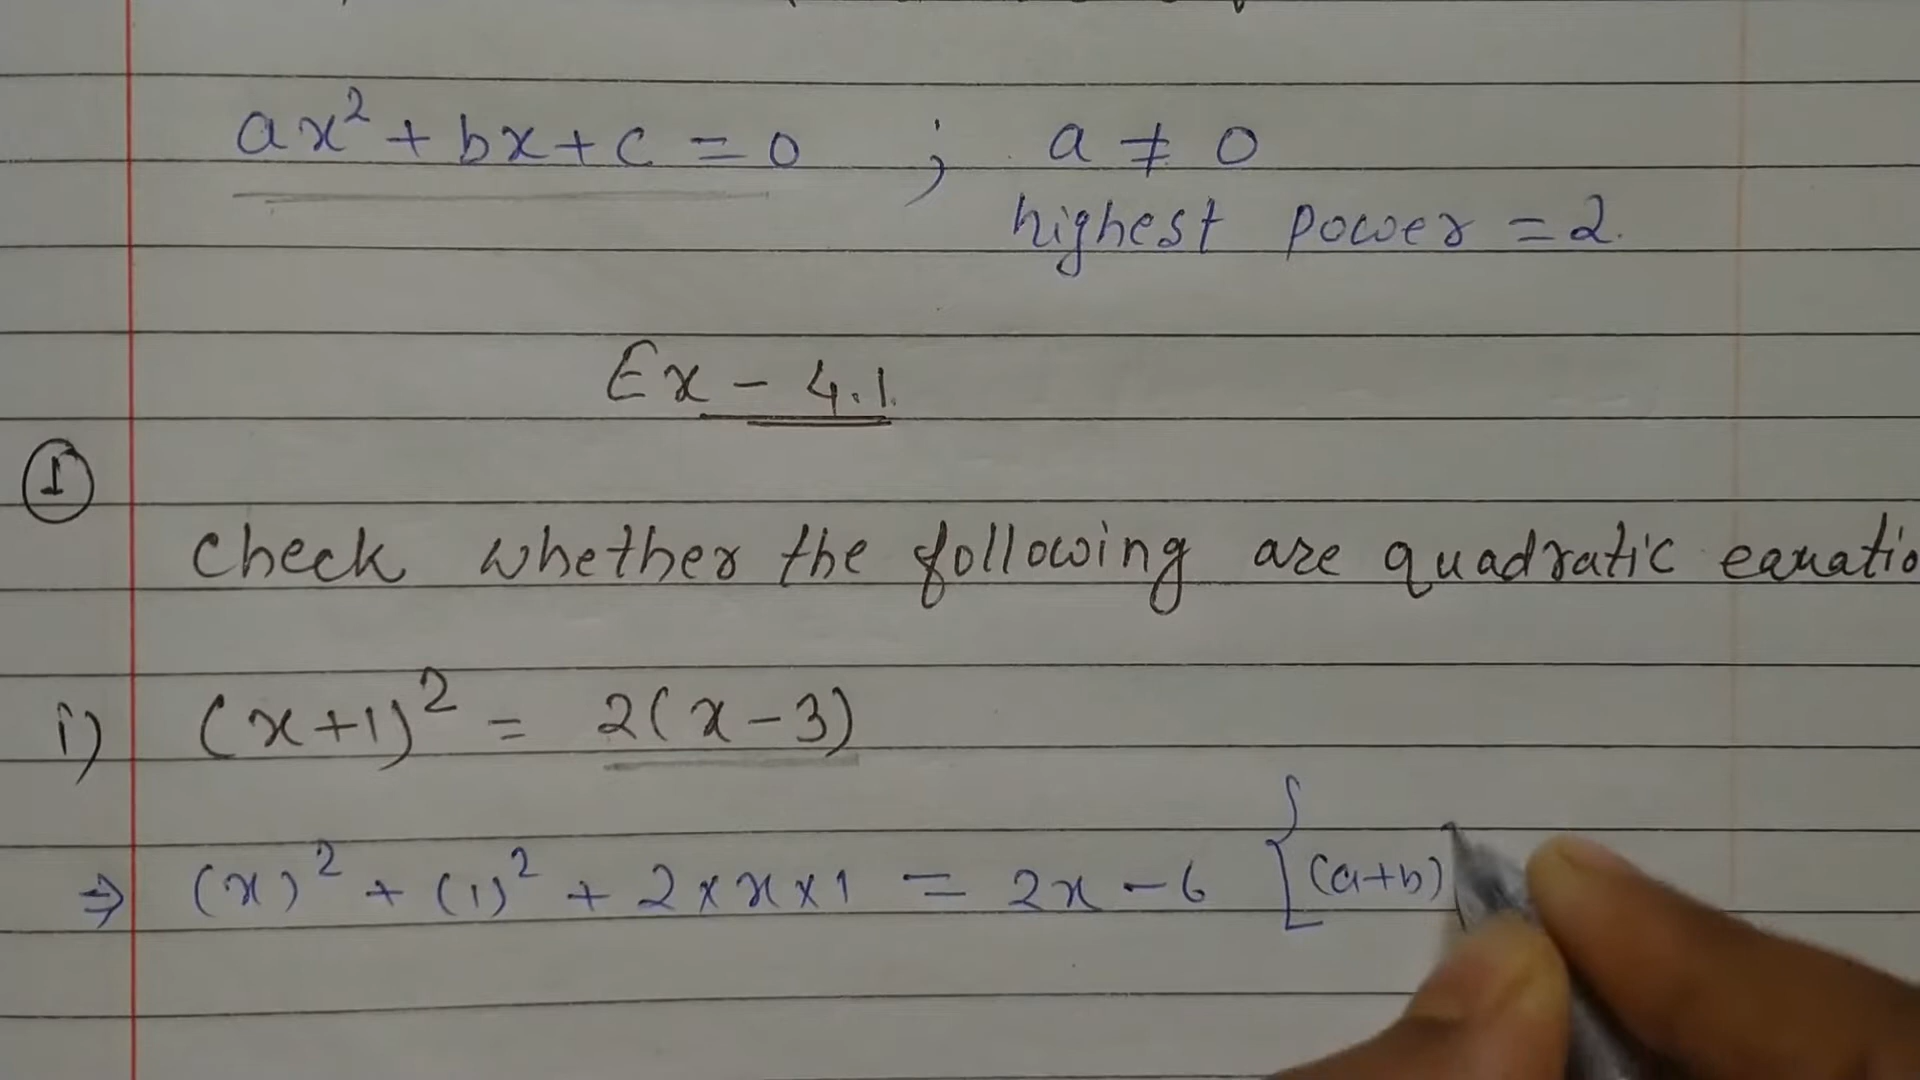 ax² + bx + c = 0 ; a ≠ 0
highest power = 2.
Ex - 4.1.
①
Check whether the following are quadratic equatio
i) (x+1)² = 2(x-3)
⇒ (x)² + (1)² + 2 × x × 1 = 2x - 6 [(a+b)